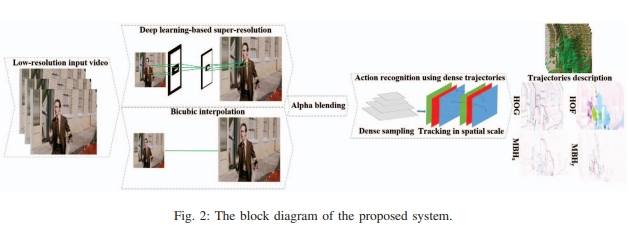 Deep learning-based super-resolution
Low-resolution input video
Bicubic interpolation
Alpha blending
Action recognition using dense trajectories
Dense sampling
Tracking in spatial scale
Trajectories description
HOG
HOF
MBHx
MBHy
Fig. 2: The block diagram of the proposed system.